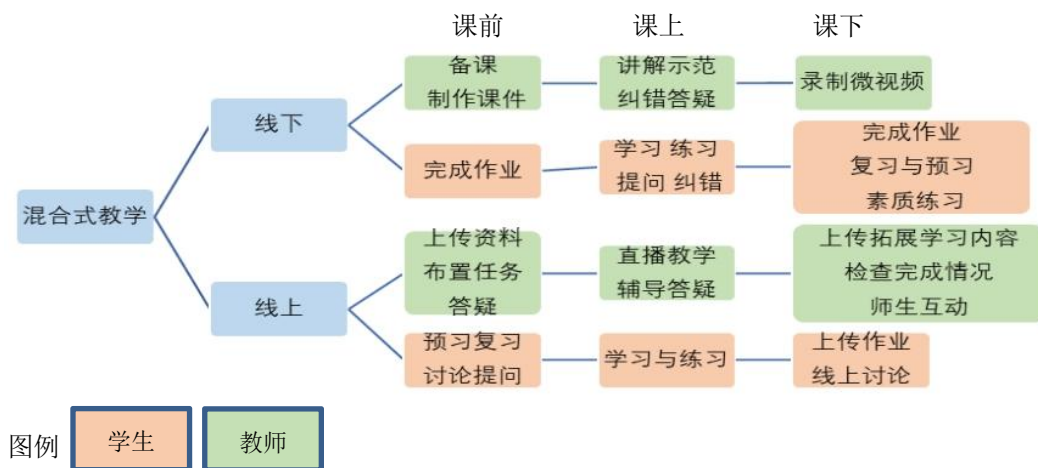 课前 课上 课下
备课
制作课件
讲解示范
纠错答疑
录制微视频
线下
完成作业
学习 练习
提问 纠错
完成作业
复习与预习
素质练习
混合式教学
上传资料
布置任务
答疑
直播教学
辅导答疑
上传拓展学习内容
检查完成情况
师生互动
线上
预习复习
讨论提问
学习与练习
上传作业
线上讨论
图例 学生 教师